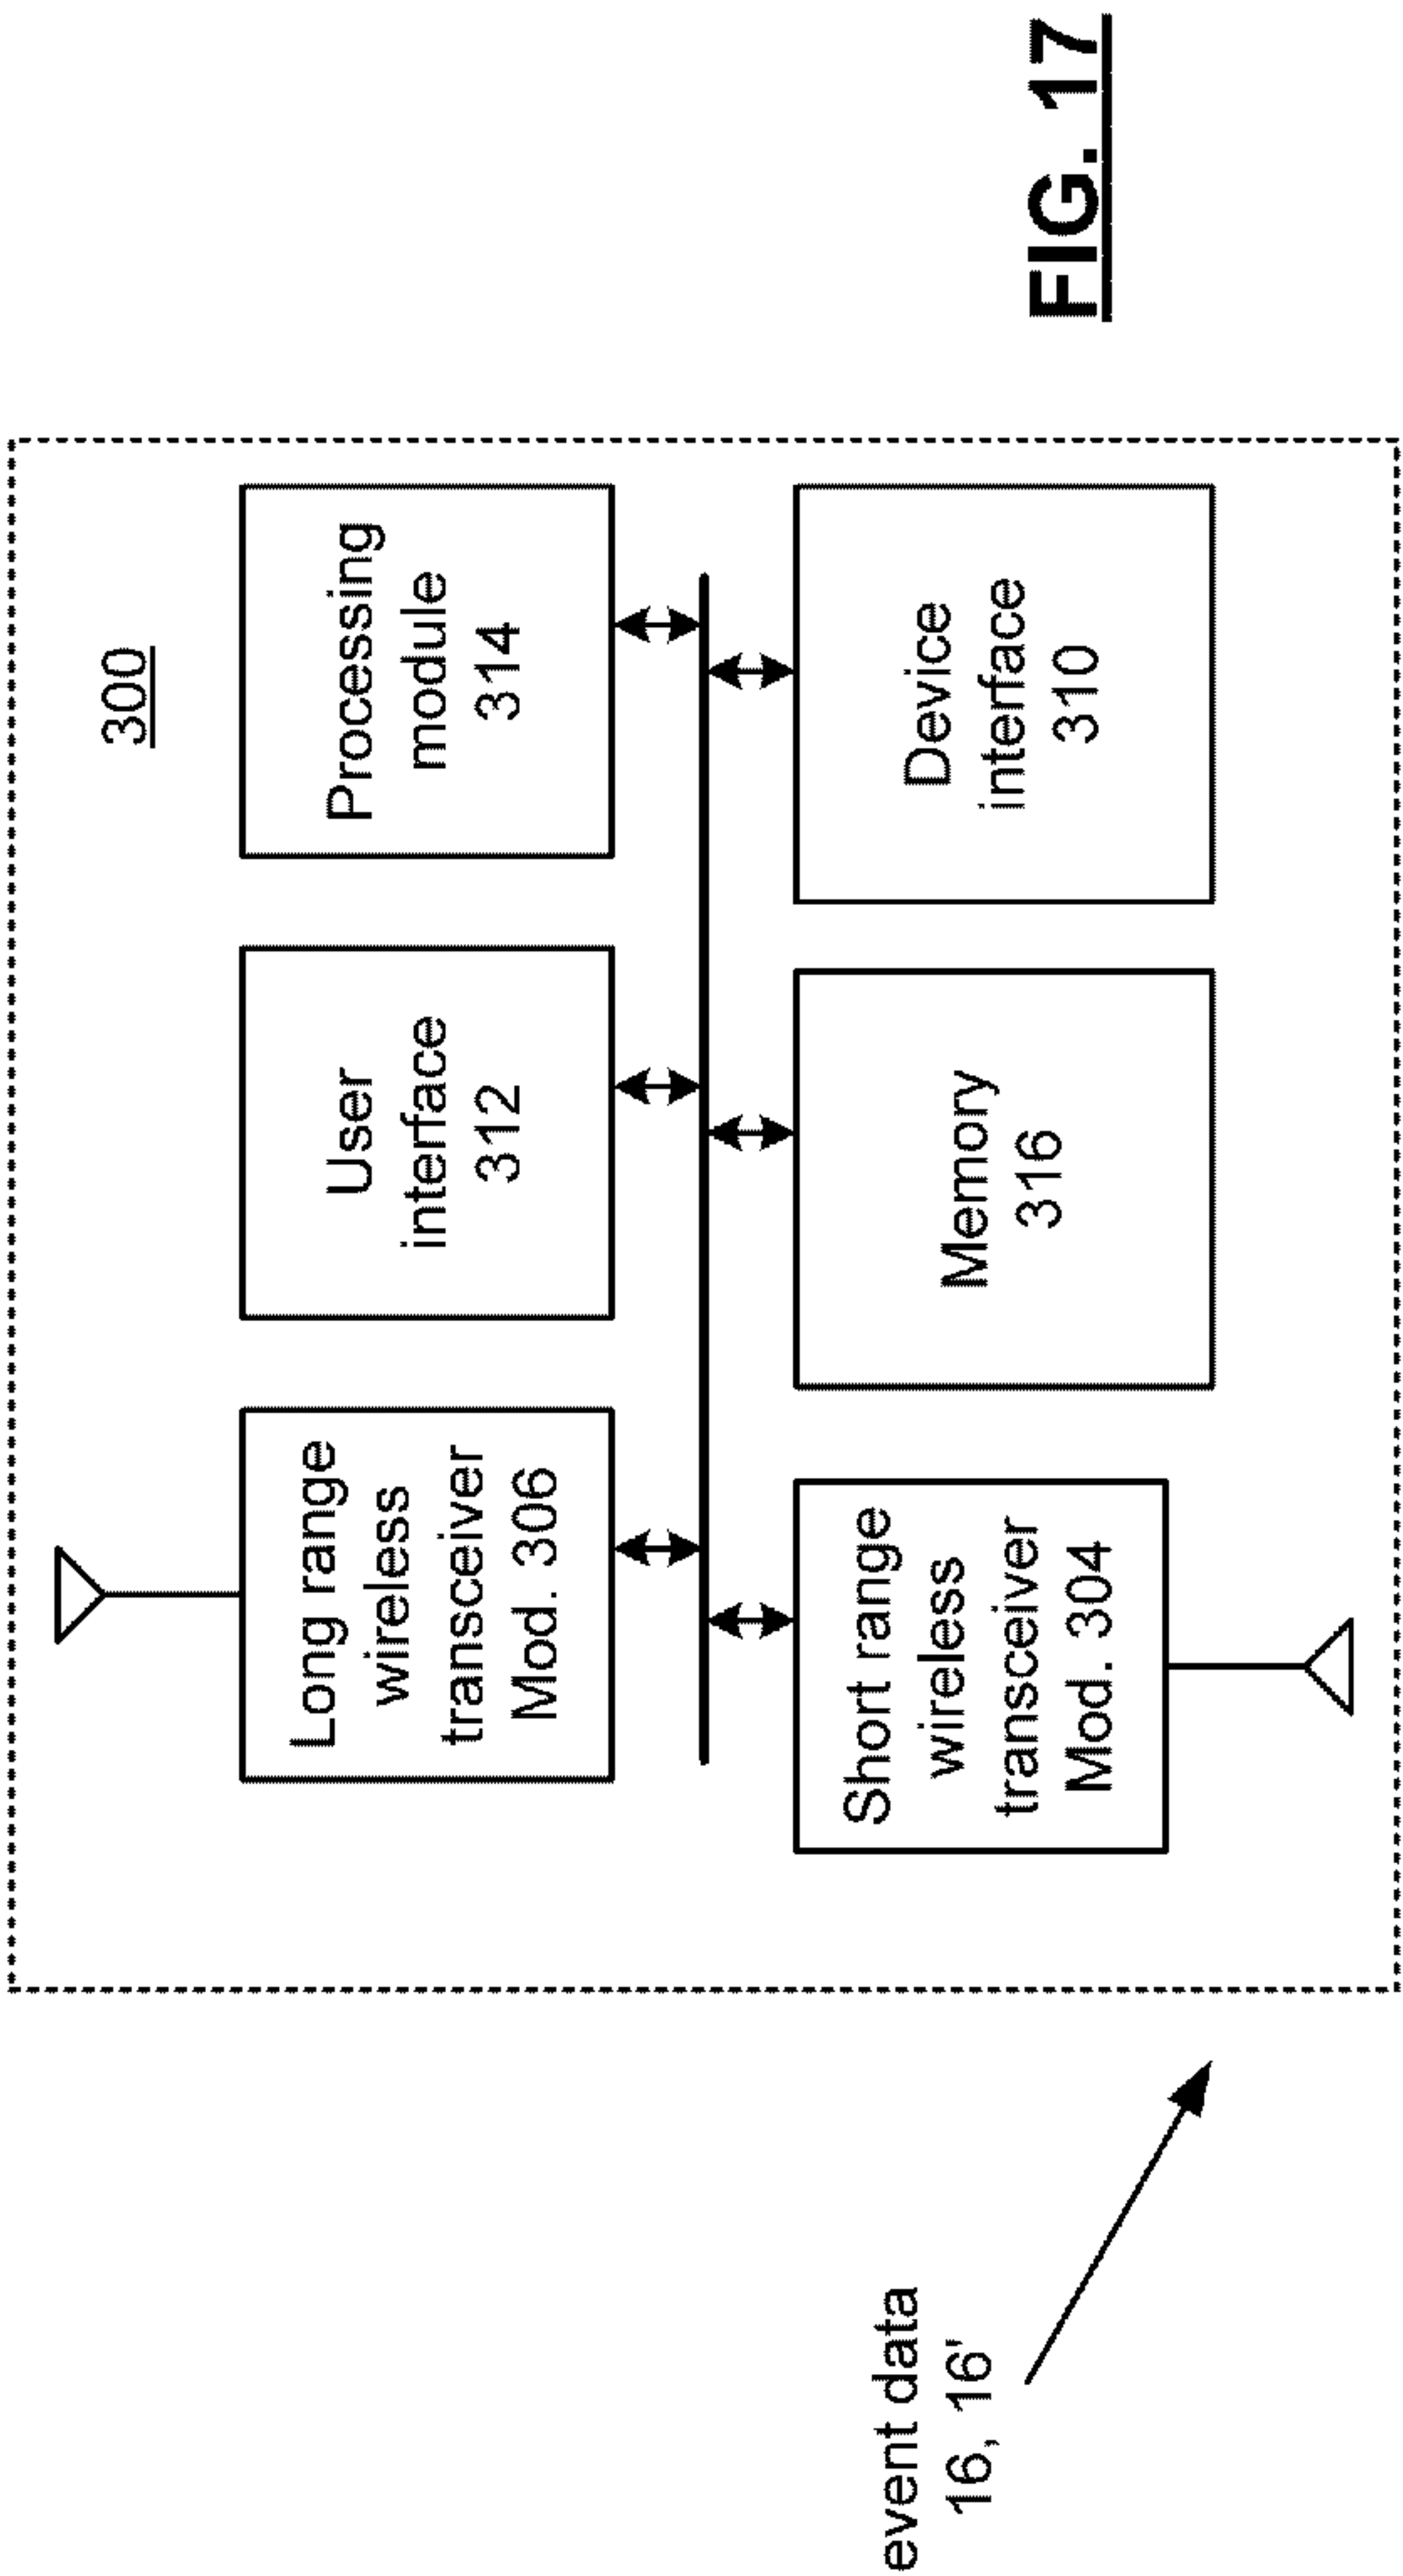 300
Long range
wireless
transceiver
Mod. 306
User
interface
312
Processing
module
314
Short range
wireless
transceiver
Mod. 304
Memory
316
Device
interface
310
event data
16, 16'
FIG. 17